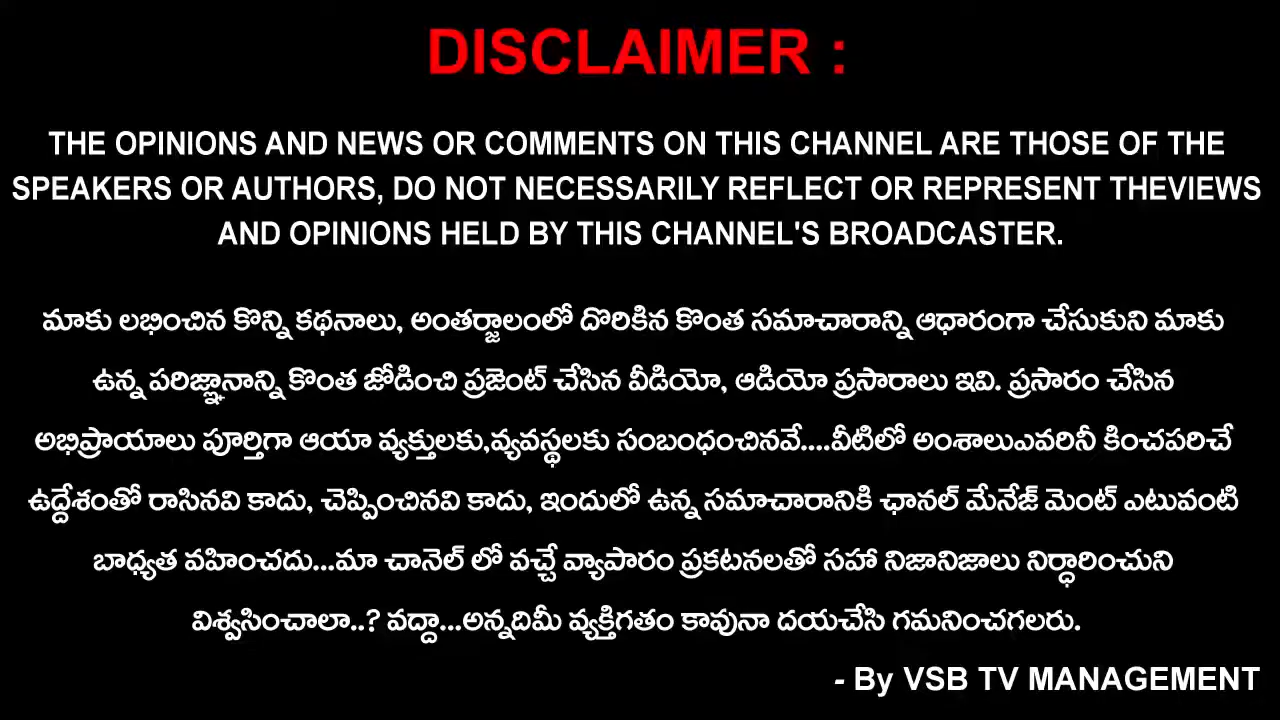 DISCLAIMER :
THE OPINIONS AND NEWS OR COMMENTS ON THIS CHANNEL ARE THOSE OF THE
SPEAKERS OR AUTHORS, DO NOT NECESSARILY REFLECT OR REPRESENT THEVIEWS
AND OPINIONS HELD BY THIS CHANNEL'S BROADCASTER.
మాకు లభించిన కొన్ని కథనాలు, అంతర్జాలంలో దొరికిన కొంత సమాచారాన్ని ఆధారంగా చేసుకుని మాకు
ఉన్న పరిజ్ఞానాన్ని కొంత జోడించి ప్రజెంట్ చేసిన వీడియో, ఆడియో ప్రసారాలు ఇవి. ప్రసారం చేసిన
అభిప్రాయాలు పూర్తిగా ఆయా వ్యక్తులకు,వ్యవస్థలకు సంబంధంచినవే....వీటిలో అంశాలుఎవరినీ కించపరిచే
ఉద్దేశంతో రాసినవి కాదు, చెప్పించినవి కాదు, ఇందులో ఉన్న సమాచారానికి ఛానల్ మేనేజ్ మెంట్ ఎటువంటి
బాధ్యత వహించదు...మా చానెల్ లో వచ్చే వ్యాపారం ప్రకటనలతో సహా నిజానిజాలు నిర్ధారించుని
విశ్వసించాలా..? వద్దా...అన్నదిమీ వ్యక్తిగతం కావునా దయచేసి గమనించగలరు.
- By VSB TV MANAGEMENT